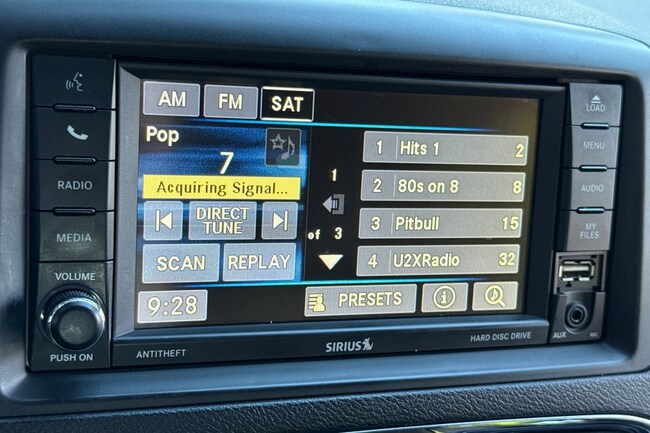 AM FM SAT
Pop
7
Acquiring Signal...
DIRECT TUNE
SCAN REPLAY
9:28
1
of 3
1 Hits 1 2
2 80s on 8 8
3 Pitbull 15
4 U2XRadio 32
PRESETS
RADIO
MEDIA
VOLUME
PUSH ON
LOAD
MENU
AUDIO
MY FILES
AUX
ANTITHEFT
SIRIUS
HARD DISC DRIVE